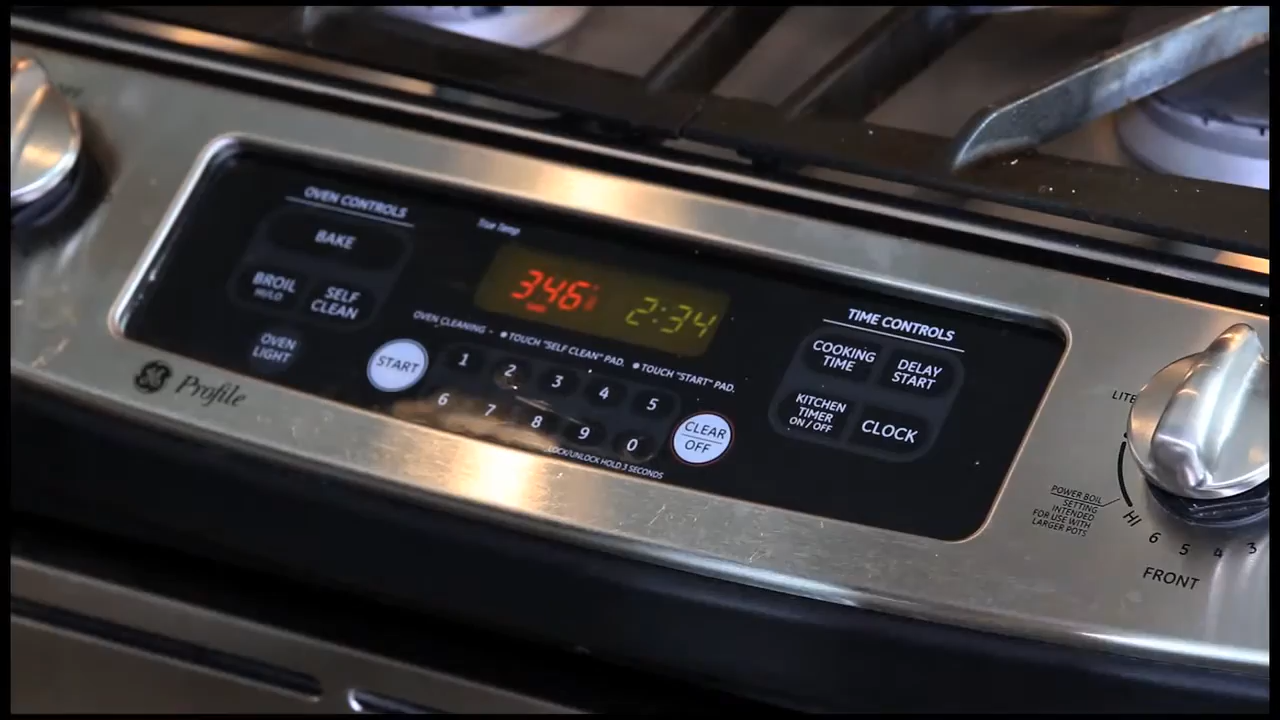 OVEN CONTROLS
BAKE
BROIL
HI/LO
SELF
CLEAN
OVEN
LIGHT
True Temp
346
2:34
OVEN CLEANING - • TOUCH "SELF CLEAN" PAD. • TOUCH "START" PAD.
START
1 2 3 4 5
6 7 8 9 0
LOCK/UNLOCK HOLD 3 SECONDS
CLEAR
OFF
TIME CONTROLS
COOKING
TIME
DELAY
START
KITCHEN
TIMER
ON/OFF
CLOCK
GE Profile
POWER BOIL
SETTING
INTENDED
FOR USE WITH
LARGER POTS
LITE
HI 6 5 4 3
FRONT